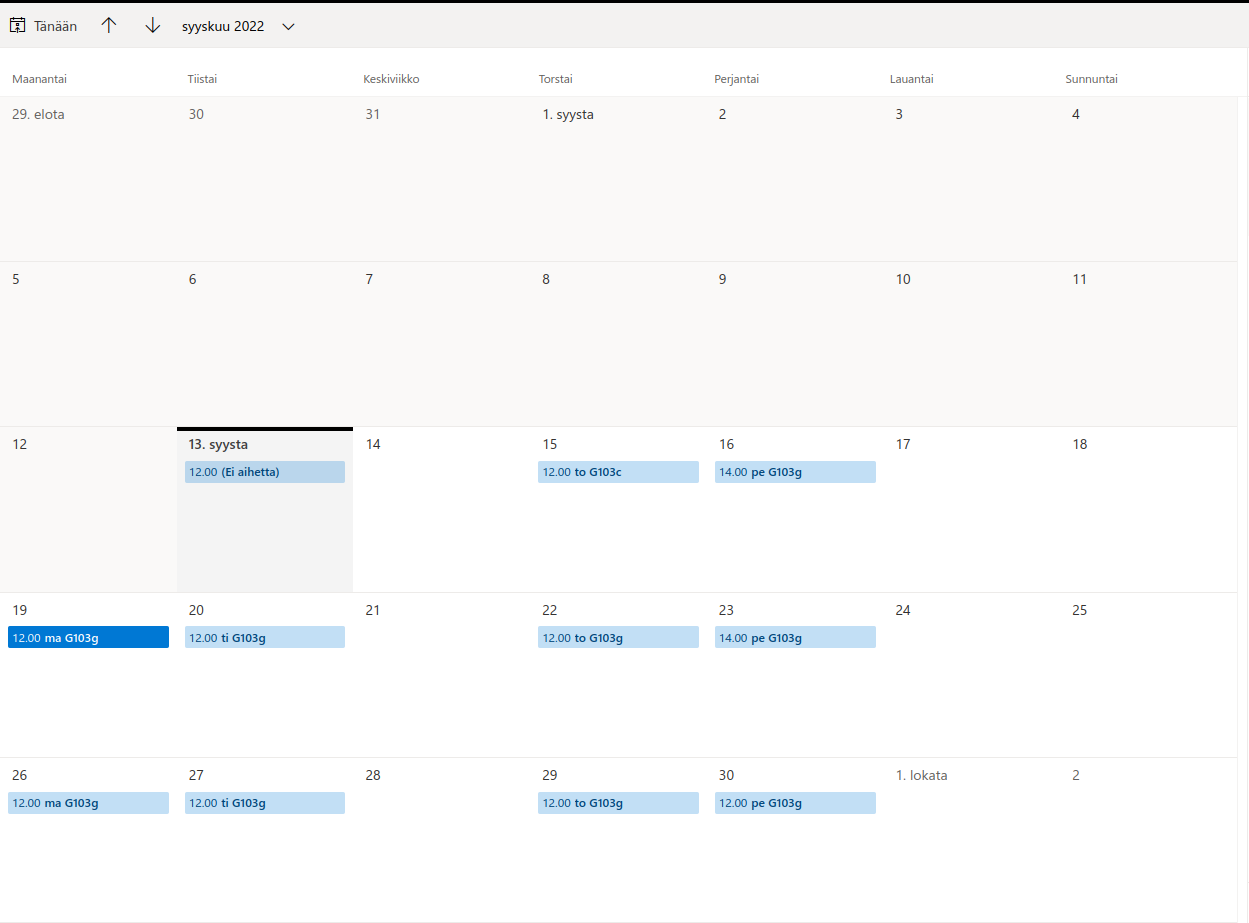 Tänään syyskuu 2022
Maanantai Tiistai Keskiviikko Torstai Perjantai Lauantai Sunnuntai
29. elota 30 31 1. syysta 2 3 4
5 6 7 8 9 10 11
12 13. syysta 14 15 16 17 18
12.00 (Ei aihetta) 12.00 to G103c 14.00 pe G103g
19 20 21 22 23 24 25
12.00 ma G103g 12.00 ti G103g 12.00 to G103g 14.00 pe G103g
26 27 28 29 30 1. lokata 2
12.00 ma G103g 12.00 ti G103g 12.00 to G103g 12.00 pe G103g